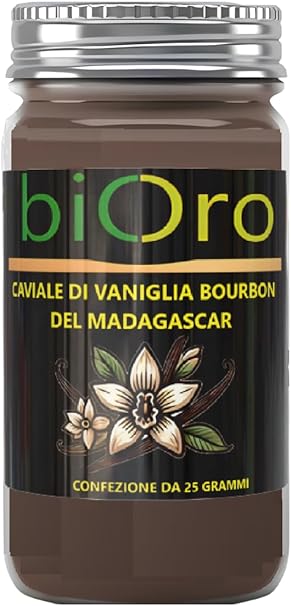 biOro
CAVIALE DI VANIGLIA BOURBON
DEL MADAGASCAR
CONFEZIONE DA 25 GRAMMI